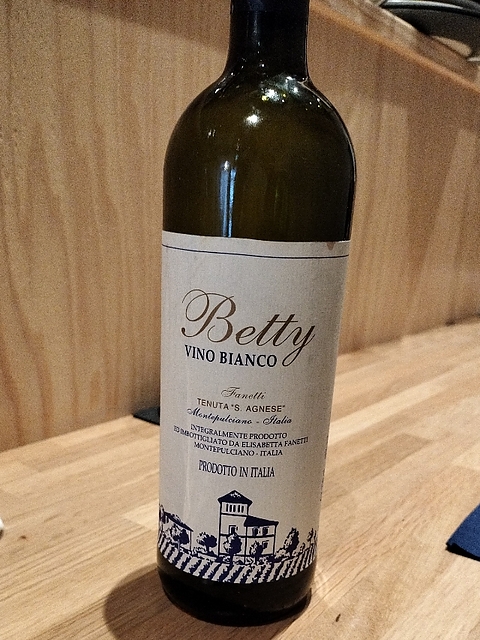 Betty
VINO BIANCO
Fanetti
TENUTA "S. AGNESE"
Montepulciano - Italia
INTEGRALMENTE PRODOTTO
ED IMBOTTIGLIATO DA ELISABETTA FANETTI
MONTEPULCIANO - ITALIA
PRODOTTO IN ITALIA